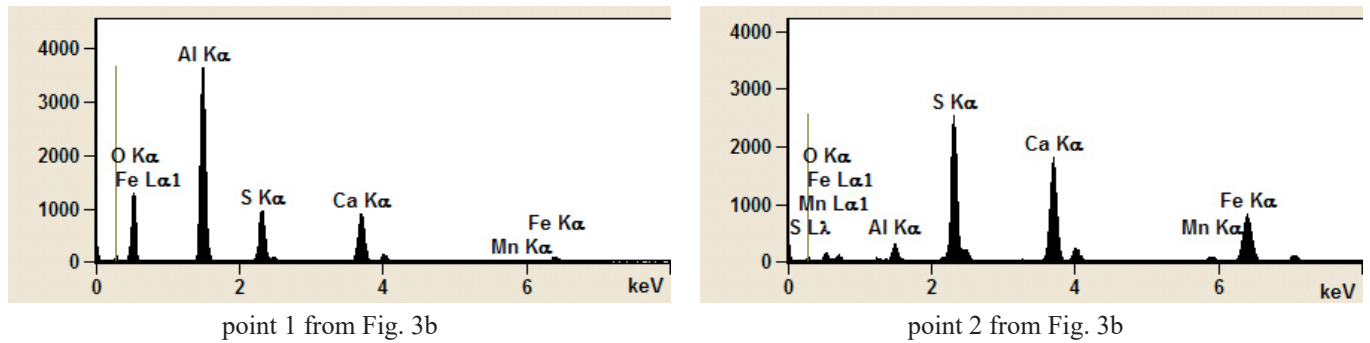 4000
3000
2000
1000
0
Al Kα
O Kα
Fe Lα1
S Kα
Ca Kα
Fe Kα
Mn Kα
0 2 4 6 keV
point 1 from Fig. 3b
4000
3000
2000
1000
0
S Kα
Ca Kα
O Kα
Fe Lα1
Mn Lα1
S Lλ
Al Kα
Fe Kα
Mn Kα
0 2 4 6 keV
point 2 from Fig. 3b